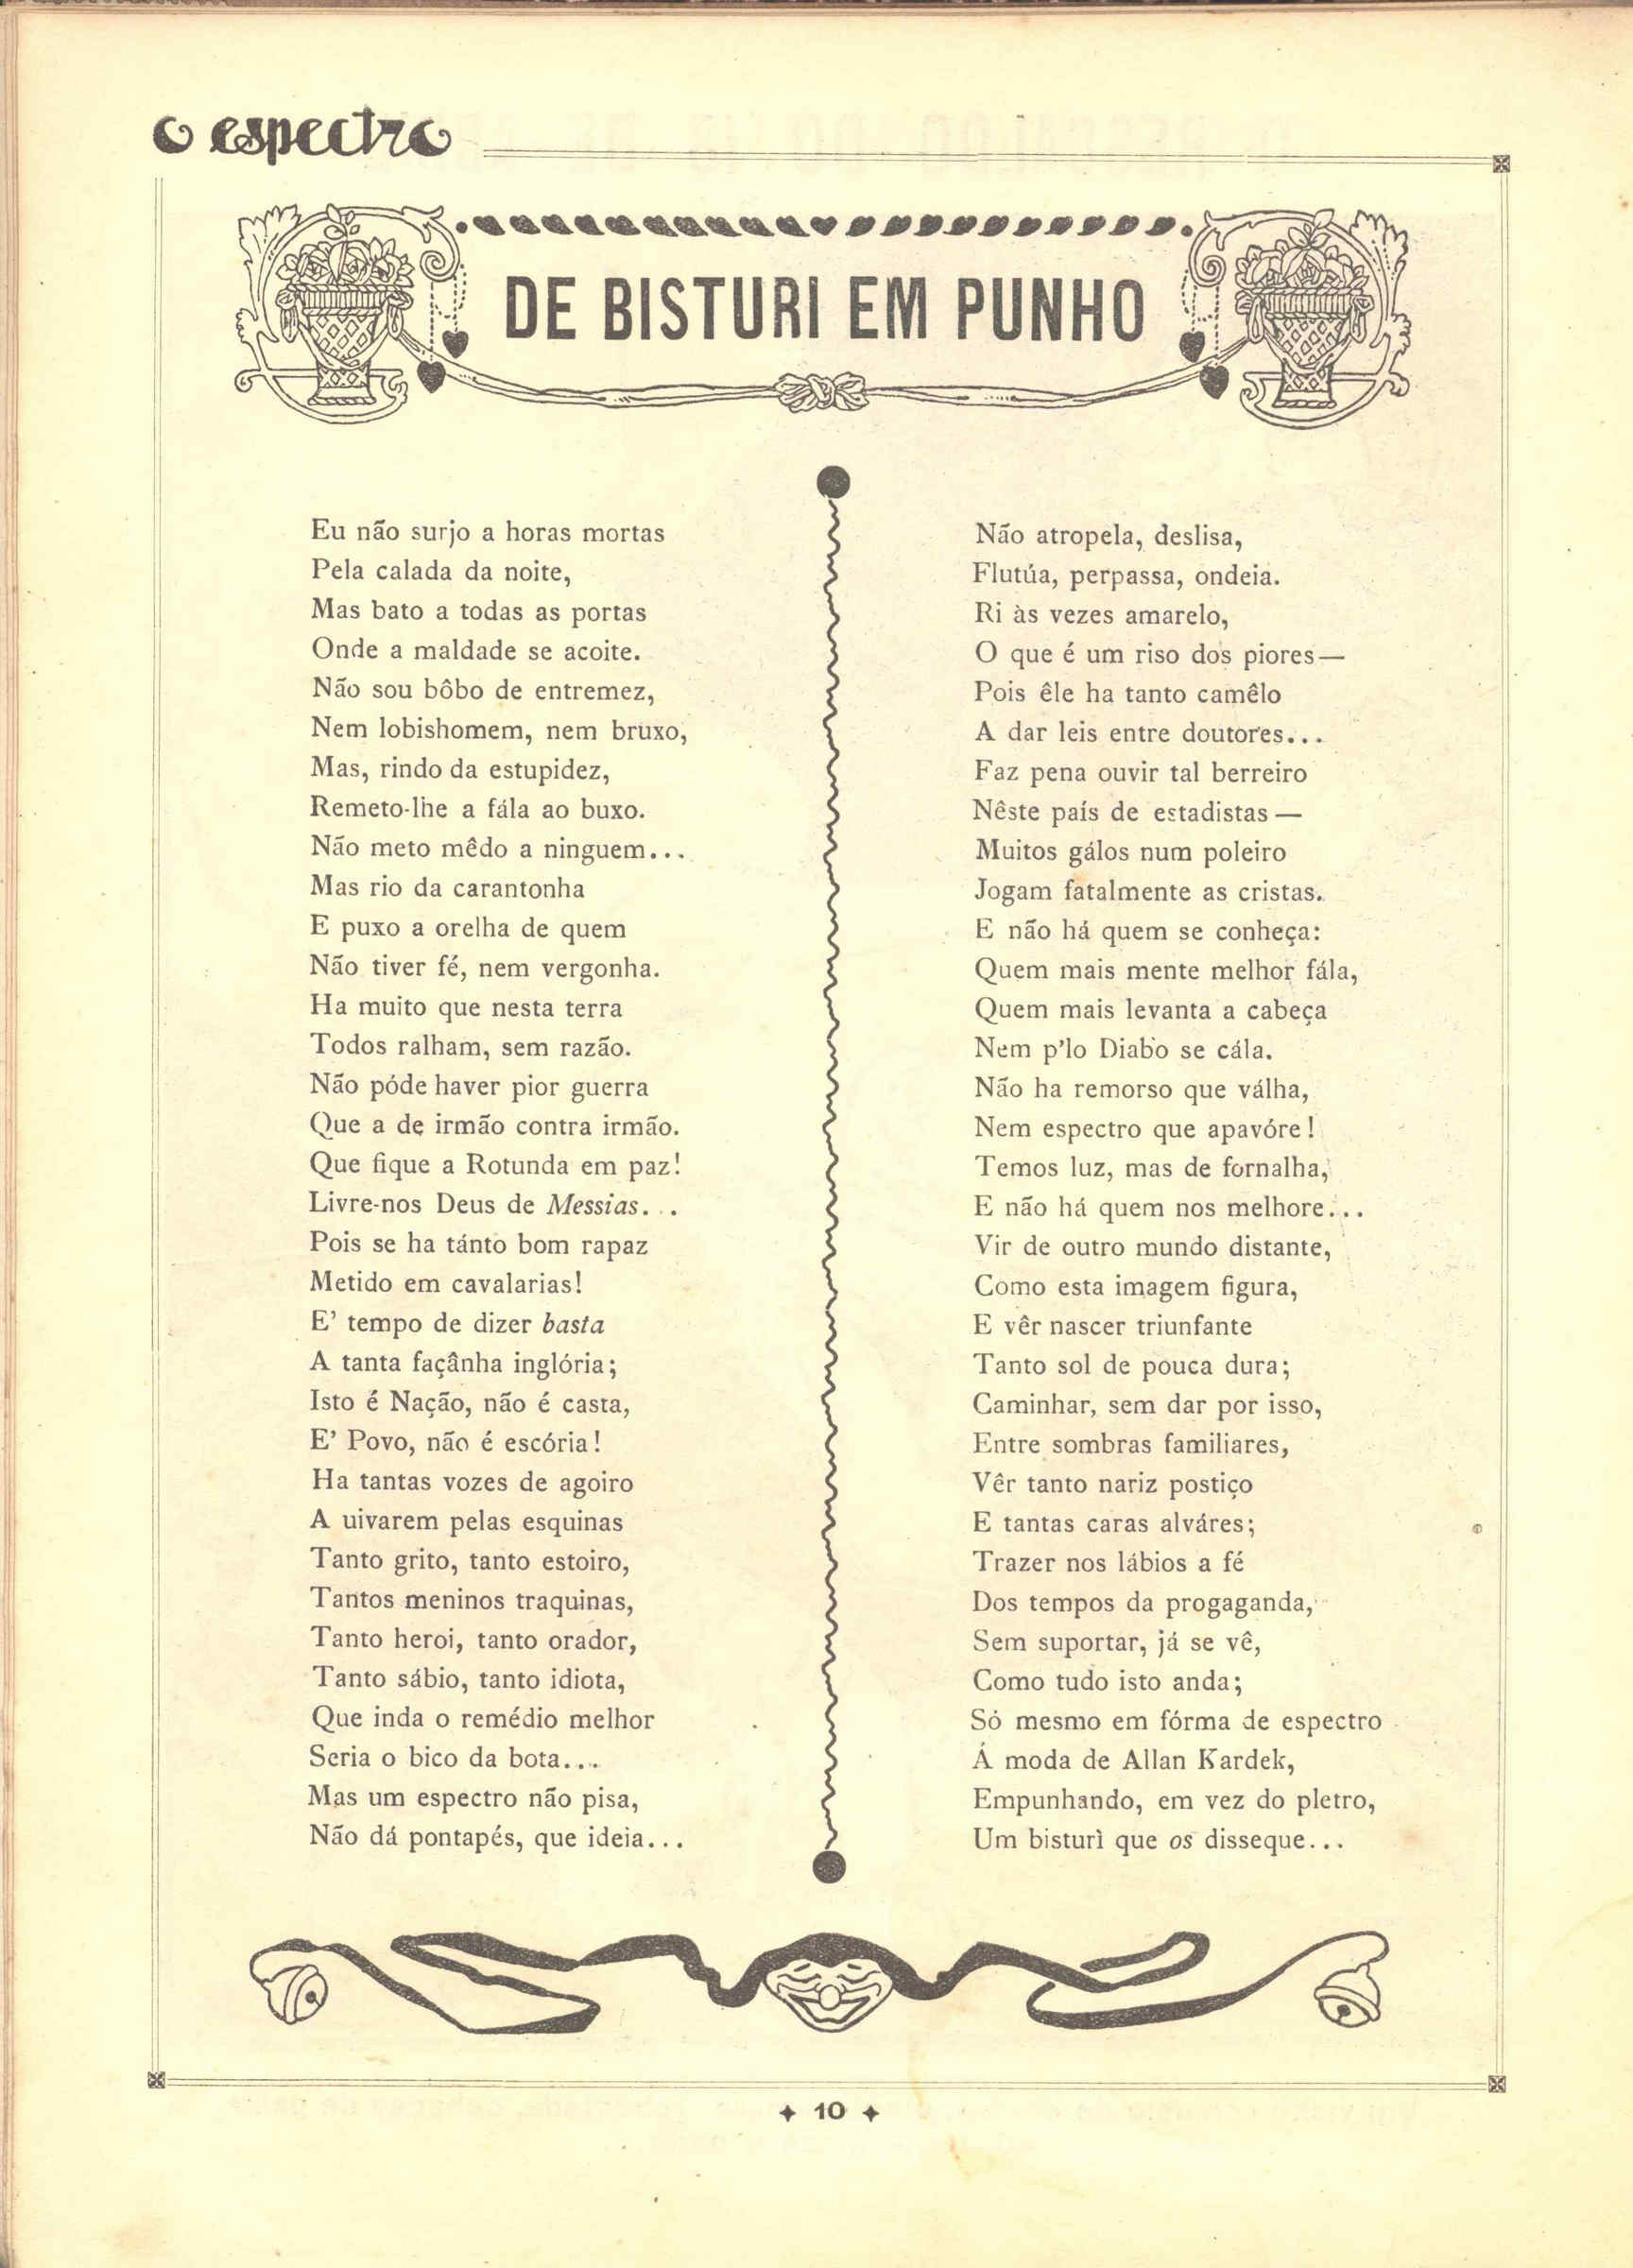 o espectro
DE BISTURI EM PUNHO
Eu não surjo a horas mortas
Pela calada da noite,
Mas bato a todas as portas
Onde a maldade se acoite.
Não sou bôbo de entremez,
Nem lobishomem, nem bruxo,
Mas, rindo da estupidez,
Remeto-lhe a fála ao buxo.
Não meto mêdo a ninguem...
Mas rio da carantonha
E puxo a orelha de quem
Não tiver fé, nem vergonha.
Ha muito que nesta terra
Todos ralham, sem razão.
Não póde haver pior guerra
Que a de irmão contra irmão.
Que fique a Rotunda em paz!
Livre-nos Deus de Messias...
Pois se ha tánto bom rapaz
Metido em cavalarias!
E' tempo de dizer basta
A tanta façânha inglória;
Isto é Nação, não é casta,
E' Povo, não é escória!
Ha tantas vozes de agoiro
A uivarem pelas esquinas
Tanto grito, tanto estoiro,
Tantos meninos traquinas,
Tanto heroi, tanto orador,
Tanto sábio, tanto idiota,
Que inda o remédio melhor
Seria o bico da bota...
Mas um espectro não pisa,
Não dá pontapés, que ideia...
Não atropela, deslisa,
Flutúa, perpassa, ondeia.
Ri às vezes amarelo,
O que é um riso dos piores—
Pois êle ha tanto camêlo
A dar leis entre doutores...
Faz pena ouvir tal berreiro
Nêste país de estadistas —
Muitos gálos num poleiro
Jogam fatalmente as cristas.
E não há quem se conheça:
Quem mais mente melhor fála,
Quem mais levanta a cabeça
Nem p'lo Diabo se cála.
Não ha remorso que válha,
Nem espectro que apavóre!
Temos luz, mas de fornalha,
E não há quem nos melhore...
Vir de outro mundo distante,
Como esta imagem figura,
E vêr nascer triunfante
Tanto sol de pouca dura;
Caminhar, sem dar por isso,
Entre sombras familiares,
Vêr tanto nariz postiço
E tantas caras alváres;
Trazer nos lábios a fé
Dos tempos da progaganda,
Sem suportar, já se vê,
Como tudo isto anda;
Só mesmo em fórma de espectro
Á moda de Allan Kardek,
Empunhando, em vez do pletro,
Um bisturì que os disseque...
10